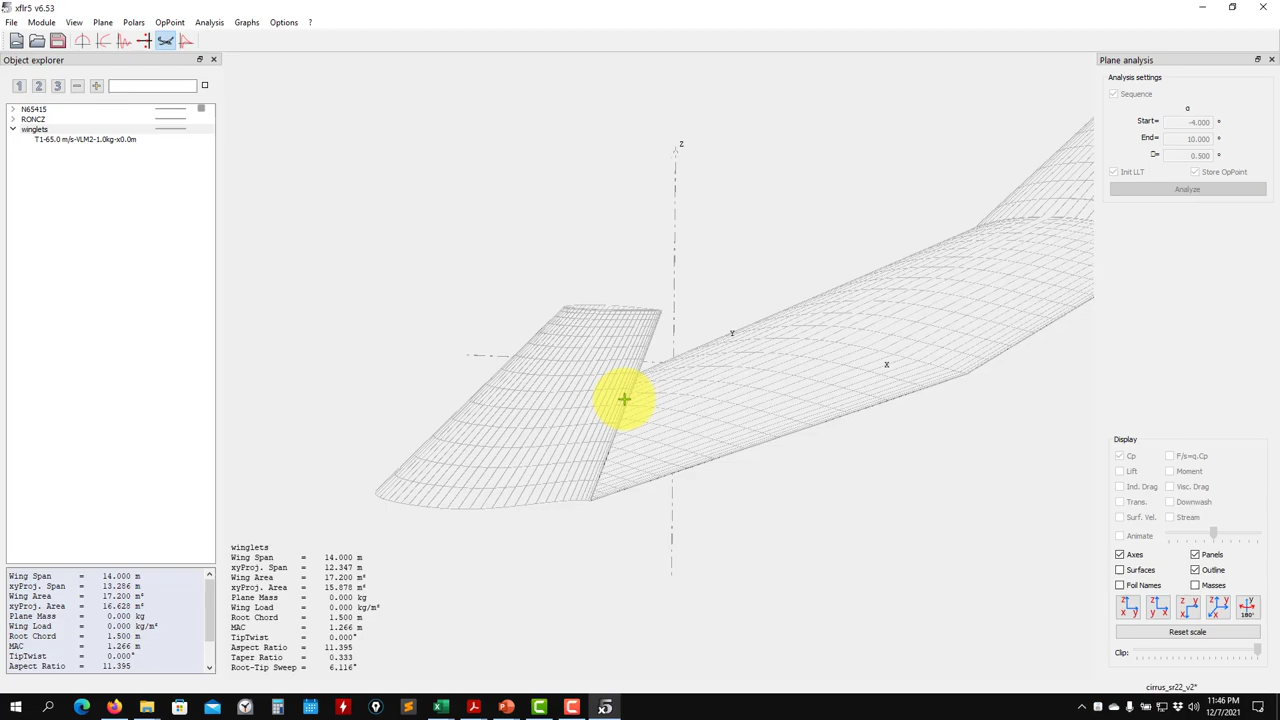 xflr5 v6.53
File Module View Plane Polars OpPoint Analysis Graphs Options ?
Object explorer
Plane analysis
1 2 3
N65415
RONCZ
winglets
T1-65.0 m/s-VLM2-1.0kg-x0.0m
Analysis settings
Sequence
α
Start= -4.000 °
End= 10.000 °
= 0.500 °
Init LLT Store OpPoint
Analyze
Z
Y
X
winglets
Wing Span = 14.000 m
xyProj. Span = 12.347 m
Wing Area = 17.200 m²
xyProj. Area = 15.878 m²
Plane Mass = 0.000 kg
Wing Load = 0.000 kg/m²
Root Chord = 1.500 m
MAC = 1.266 m
TipTwist = 0.000°
Aspect Ratio = 11.395
Taper Ratio = 0.333
Root-Tip Sweep = 6.116°
Wing Span = 14.000 m
xyProj. Span = 13.286 m
Wing Area = 17.200 m²
xyProj. Area = 16.628 m²
Plane Mass = 0.000 kg
Wing Load = 0.000 kg/m²
Root Chord = 1.500 m
MAC = 1.266 m
TipTwist = 0.000°
Aspect Ratio = 11.395
Display
Cp F/s=q.Cp
Lift Moment
Ind. Drag Visc. Drag
Trans. Downwash
Surf. Vel. Stream
Animate
Axes Panels
Surfaces Outline
Foil Names Masses
Reset scale
Clip:
cirrus_sr22_v2*
11:46 PM
12/7/2021